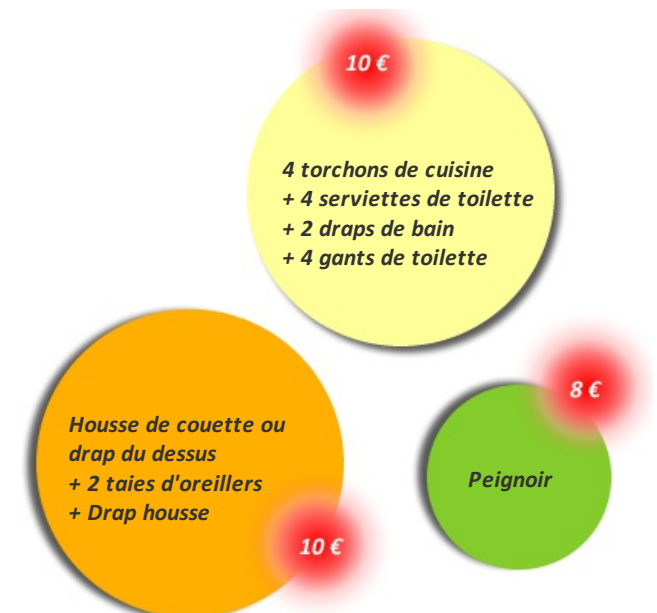 10 €
4 torchons de cuisine
+ 4 serviettes de toilette
+ 2 draps de bain
+ 4 gants de toilette
Housse de couette ou
drap du dessus
+ 2 taies d'oreillers
+ Drap housse
10 €
8 €
Peignoir